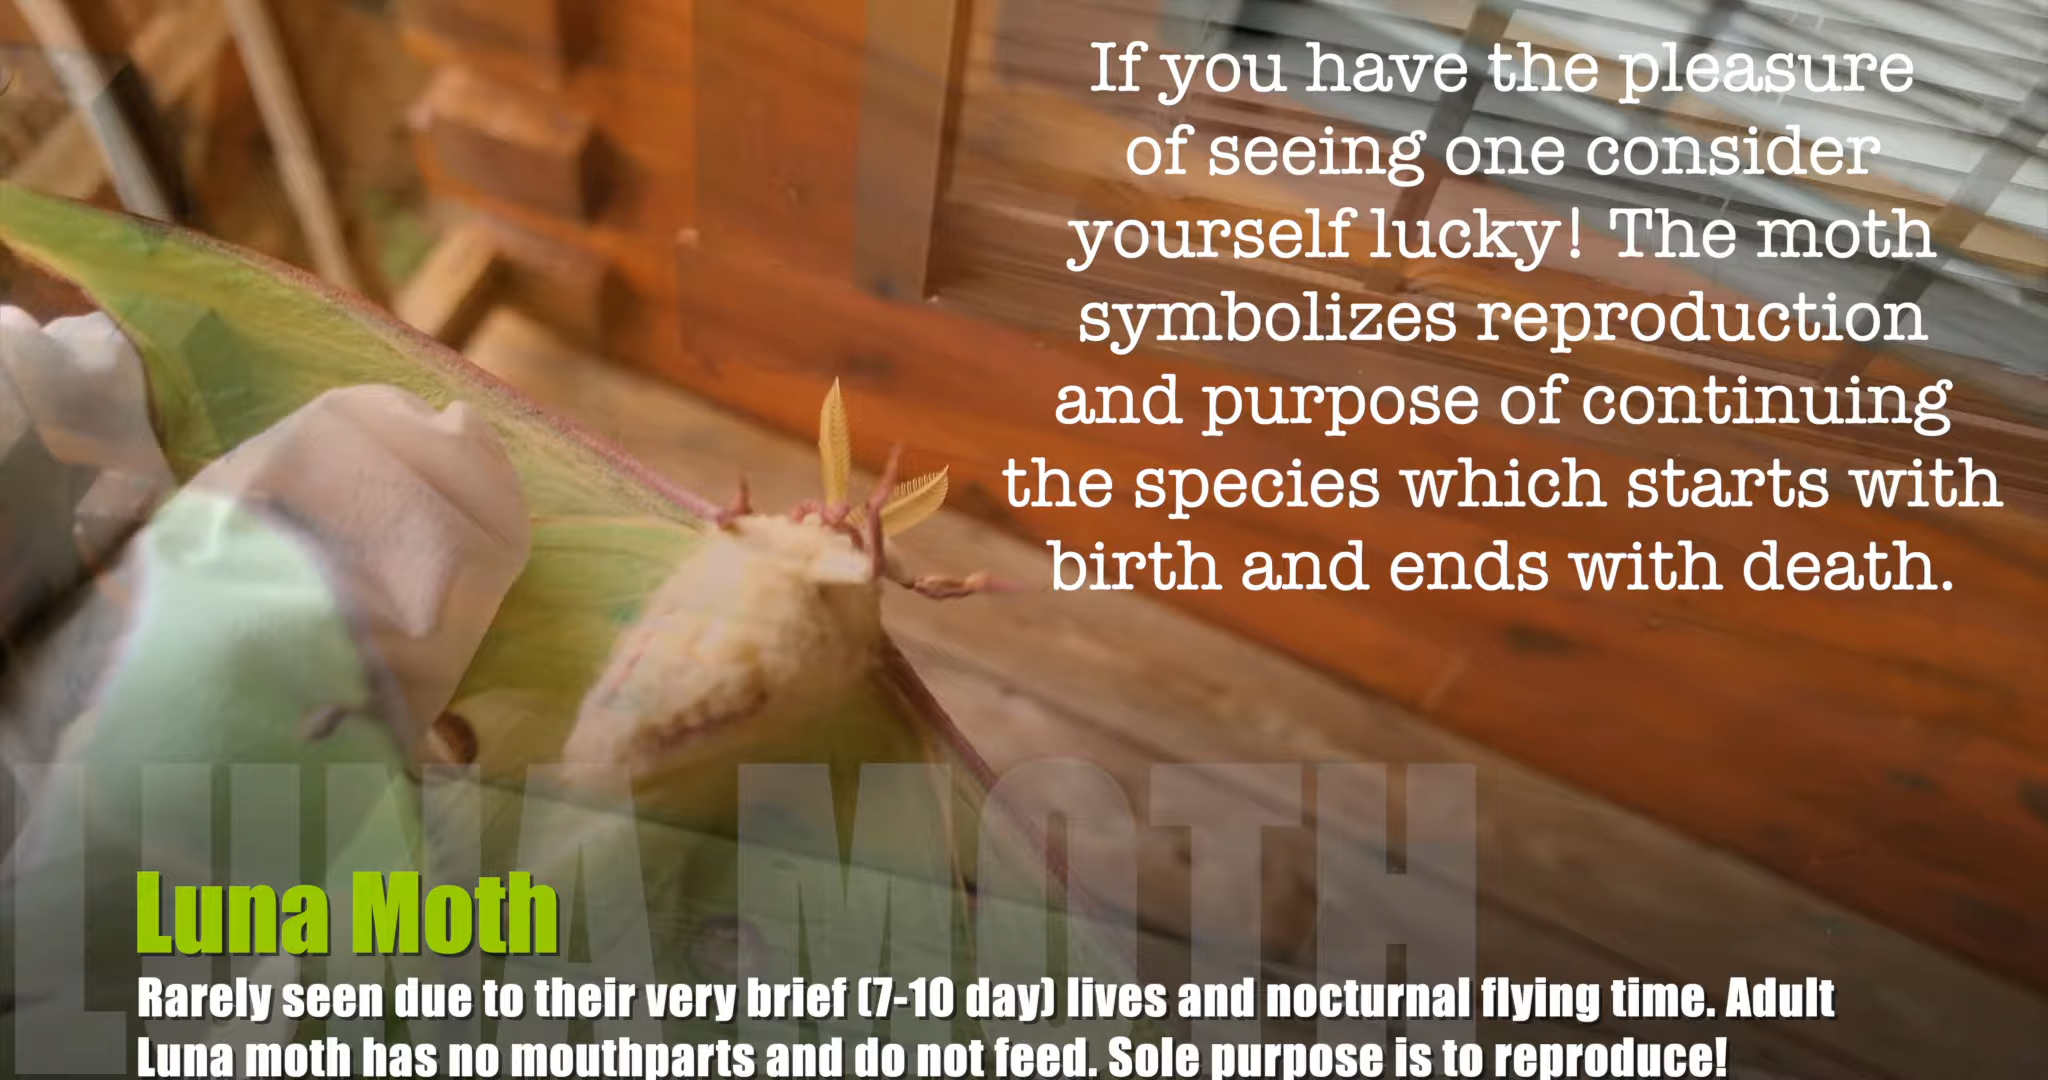 If you have the pleasure
of seeing one consider
yourself lucky! The moth
symbolizes reproduction
and purpose of continuing
the species which starts with
birth and ends with death.
LUNA MOTH
Luna Moth
Rarely seen due to their very brief (7-10 day) lives and nocturnal flying time. Adult
Luna moth has no mouthparts and do not feed. Sole purpose is to reproduce!